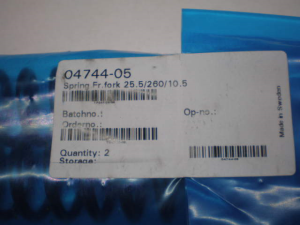 04744-05
Spring Fr.fork 25.5/260/10.5
Batchno.:
Op-no.:
Orderno.:
Quantity: 2
Storage:
Made in Sweden